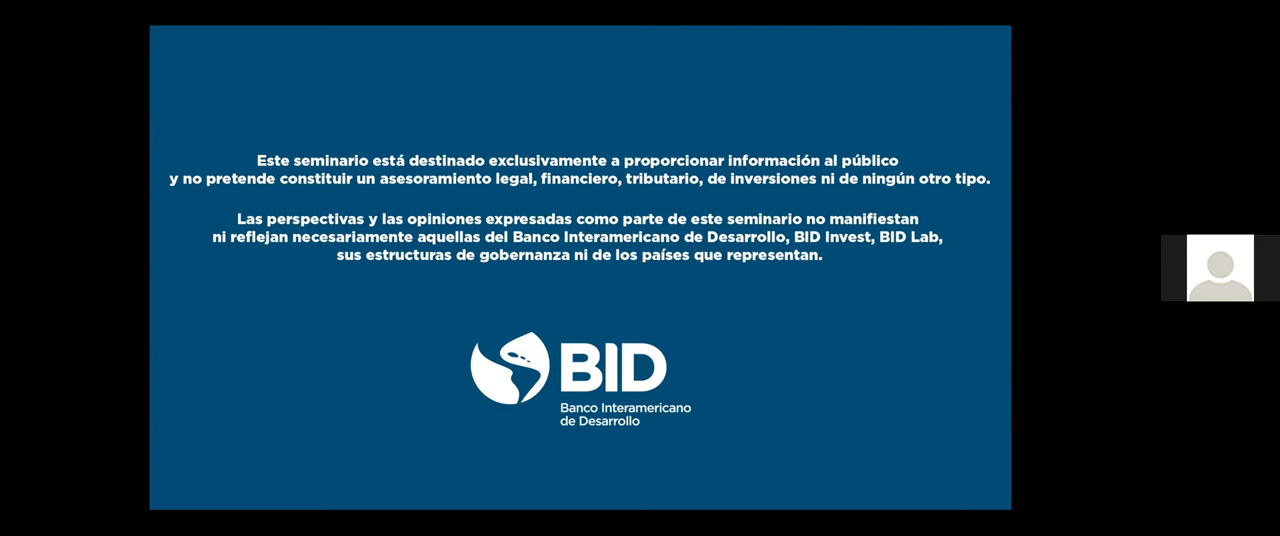 Este seminario está destinado exclusivamente a proporcionar información al público
y no pretende constituir un asesoramiento legal, financiero, tributario, de inversiones ni de ningún otro tipo.
Las perspectivas y las opiniones expresadas como parte de este seminario no manifiestan
ni reflejan necesariamente aquellas del Banco Interamericano de Desarrollo, BID Invest, BID Lab,
sus estructuras de gobernanza ni de los países que representan.
BID
Banco Interamericano
de Desarrollo